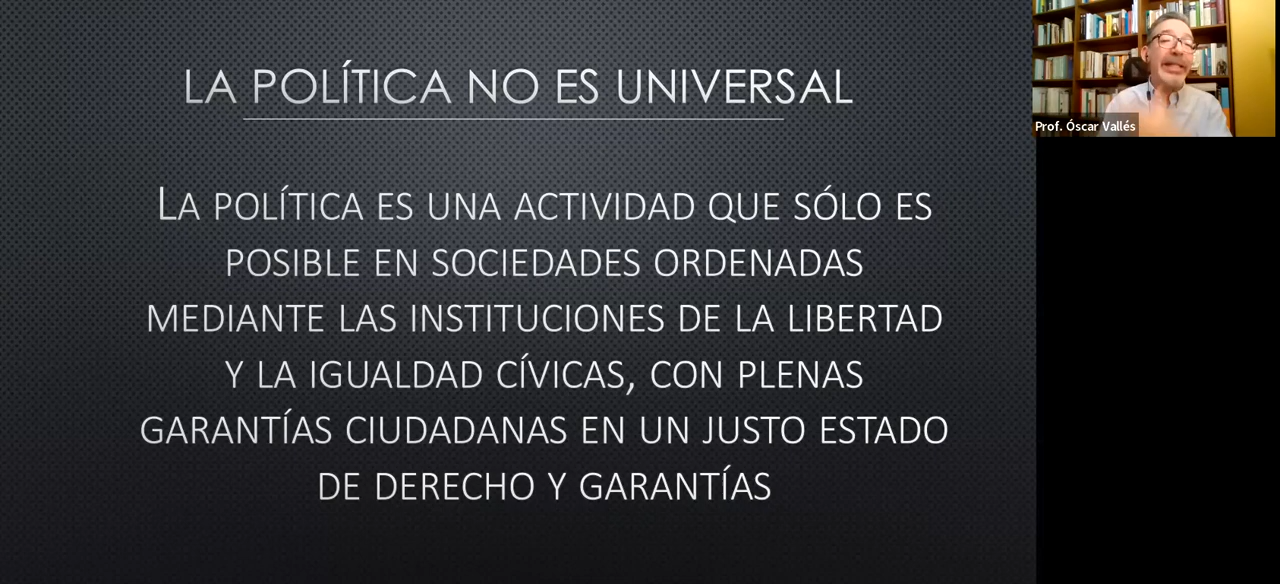 LA POLÍTICA NO ES UNIVERSAL
LA POLÍTICA ES UNA ACTIVIDAD QUE SÓLO ES
POSIBLE EN SOCIEDADES ORDENADAS
MEDIANTE LAS INSTITUCIONES DE LA LIBERTAD
Y LA IGUALDAD CÍVICAS, CON PLENAS
GARANTÍAS CIUDADANAS EN UN JUSTO ESTADO
DE DERECHO Y GARANTÍAS
Prof. Óscar Vallés